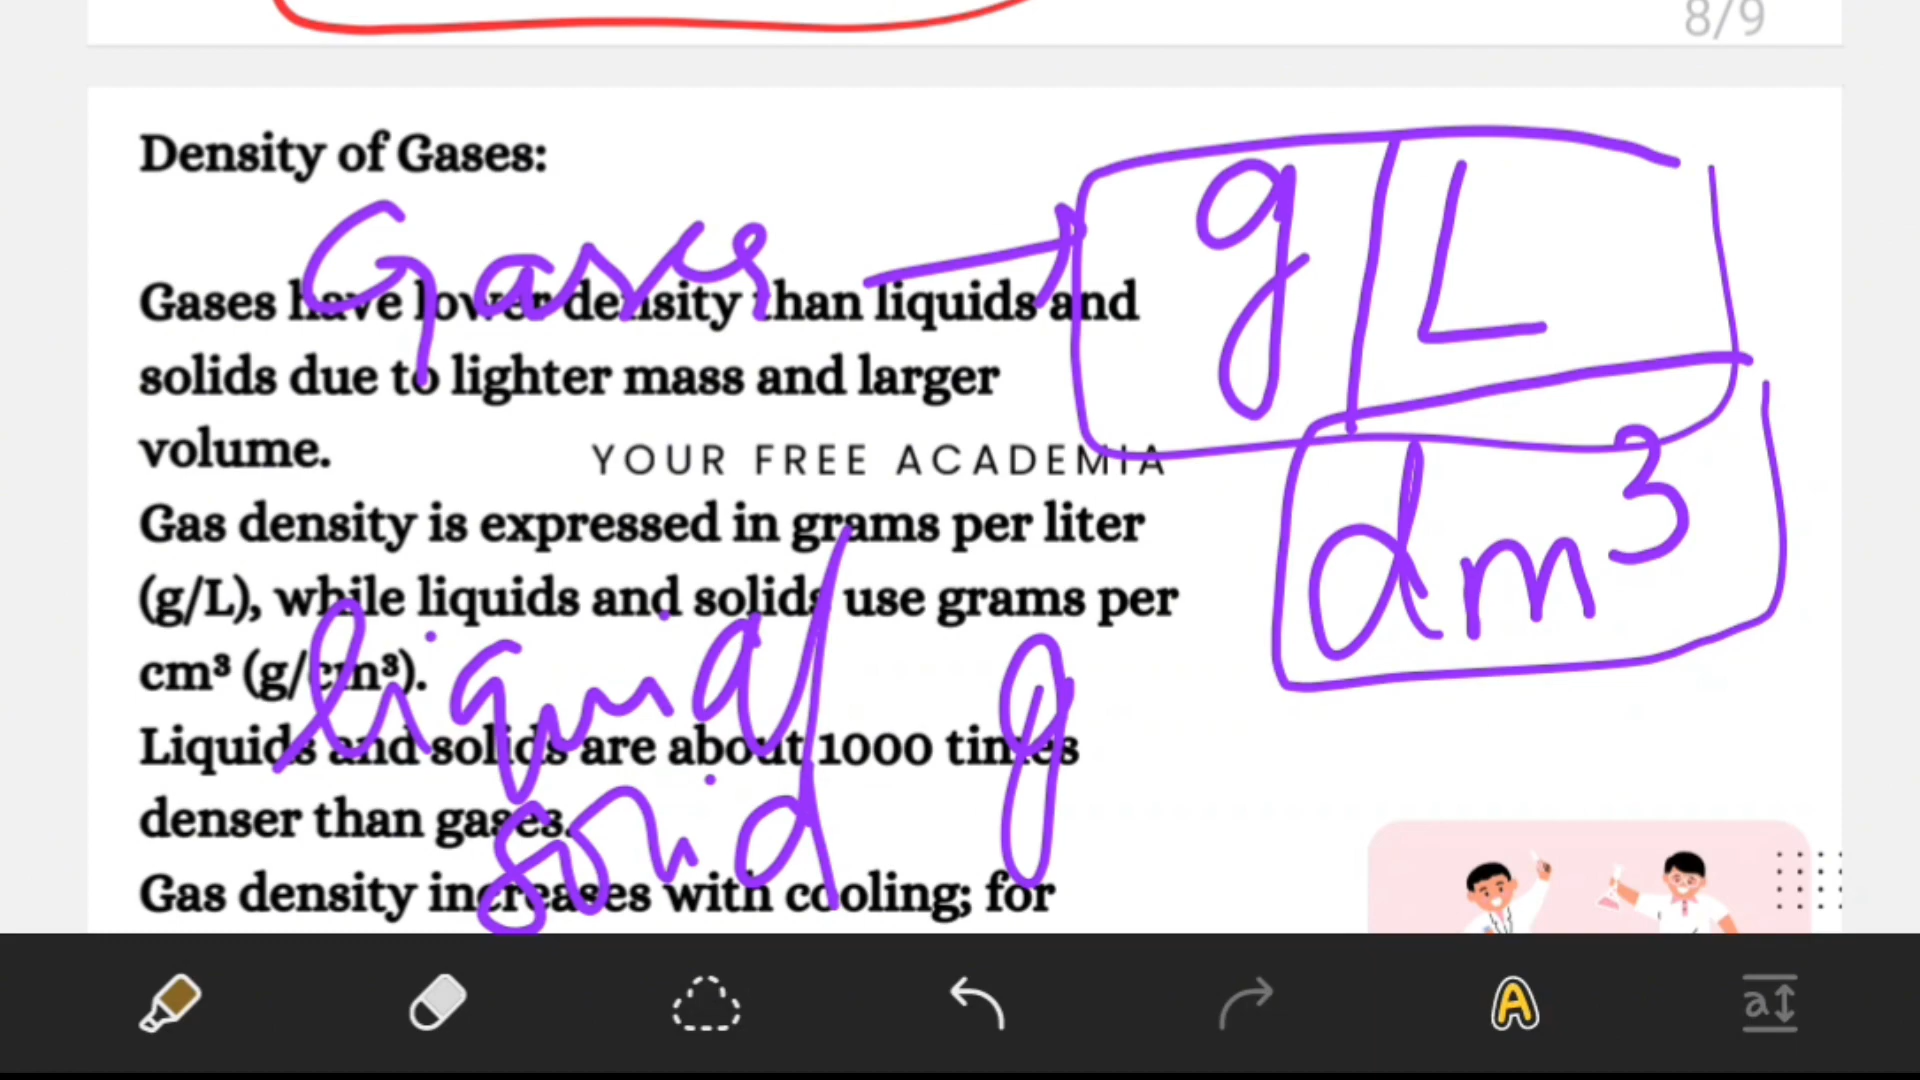 8/9
Density of Gases:
Gases
g/L
Gases have lower density than liquids and
solids due to lighter mass and larger
volume.
YOUR FREE ACADEMIA
dm³
Gas density is expressed in grams per liter
(g/L), while liquids and solids use grams per
cm³ (g/cm³).
liquid
g
Liquids and solids are about 1000 times
denser than gases.
solid
Gas density increases with cooling; for
A
a